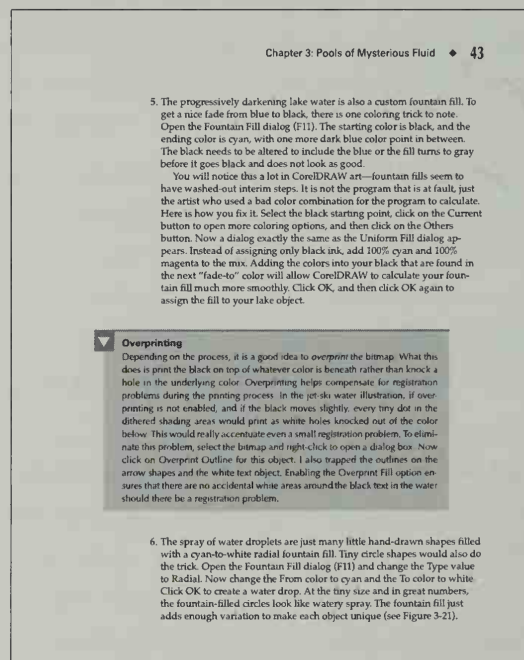 Chapter 3: Pools of Mysterious Fluid ◆ 43
5. The progressively darkening lake water is also a custom fountain fill. To
get a nice fade from blue to black, there is one coloring trick to note.
Open the Fountain Fill dialog (F11). The starting color is black, and the
ending color is cyan, with one more dark blue color point in between.
The black needs to be altered to include the blue or the fill turns to gray
before it goes black and does not look as good.
You will notice this a lot in CorelDRAW art—fountain fills seem to
have washed-out interim steps. It is not the program that is at fault, just
the artist who used a bad color combination for the program to calculate.
Here is how you fix it. Select the black starting point, click on the Current
button to open more coloring options, and then click on the Others
button. Now a dialog exactly the same as the Uniform Fill dialog ap-
pears. Instead of assigning only black ink, add 100% cyan and 100%
magenta to the mix. Adding the colors into your black that are found in
the next "fade-to" color will allow CorelDRAW to calculate your foun-
tain fill much more smoothly. Click OK, and then click OK again to
assign the fill to your lake object.
Overprinting
Depending on the process, it is a good idea to overprint the bitmap. What this
does is print the black on top of whatever color is beneath rather than knock a
hole in the underlying color. Overprinting helps compensate for registration
problems during the printing process. In the jet-ski water illustration, if over-
printing is not enabled, and if the black moves slightly, every tiny dot in the
dithered shading areas would print as white holes knocked out of the color
below. This would really accentuate even a small registration problem. To elimi-
nate this problem, select the bitmap and right-click to open a dialog box. Now
click on Overprint Outline for this object. I also trapped the outlines on the
arrow shapes and the white text object. Enabling the Overprint Fill option en-
sures that there are no accidental white areas around the black text in the water
should there be a registration problem.
6. The spray of water droplets are just many little hand-drawn shapes filled
with a cyan-to-white radial fountain fill. Tiny circle shapes would also do
the trick. Open the Fountain Fill dialog (F11) and change the Type value
to Radial. Now change the From color to cyan and the To color to white.
Click OK to create a water drop. At the tiny size and in great numbers,
the fountain-filled circles look like watery spray. The fountain fill just
adds enough variation to make each object unique (see Figure 3-21).